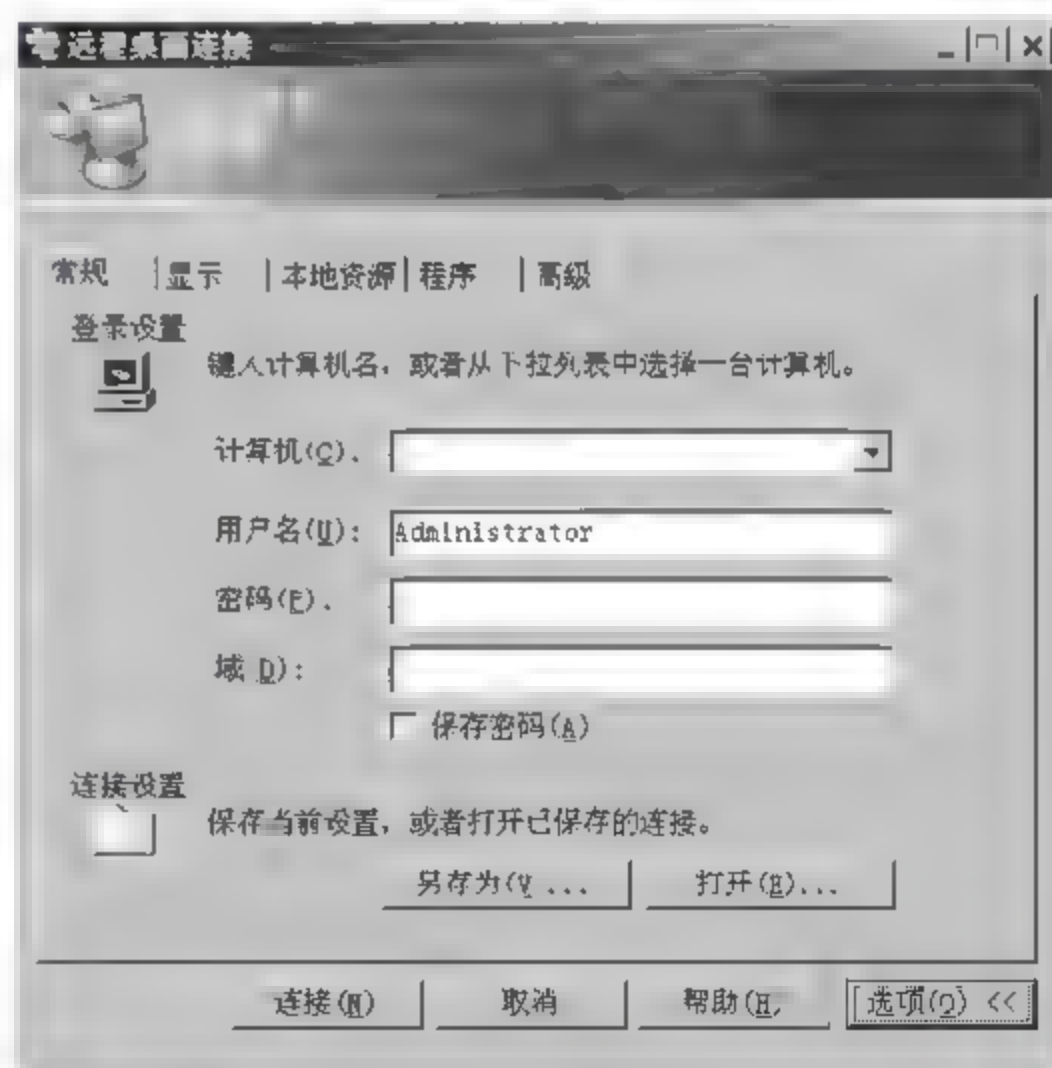 远程桌面连接
常规 显示 本地资源 程序 高级
登录设置
键入计算机名，或者从下拉列表中选择一台计算机。
计算机(C).
用户名(U): Administrator
密码(P).
域 D):
保存密码(A)
连接设置
保存当前设置，或者打开已保存的连接。
另存为(V ... 打开(E)...
连接(N) 取消 帮助(H, 选项(O) <<